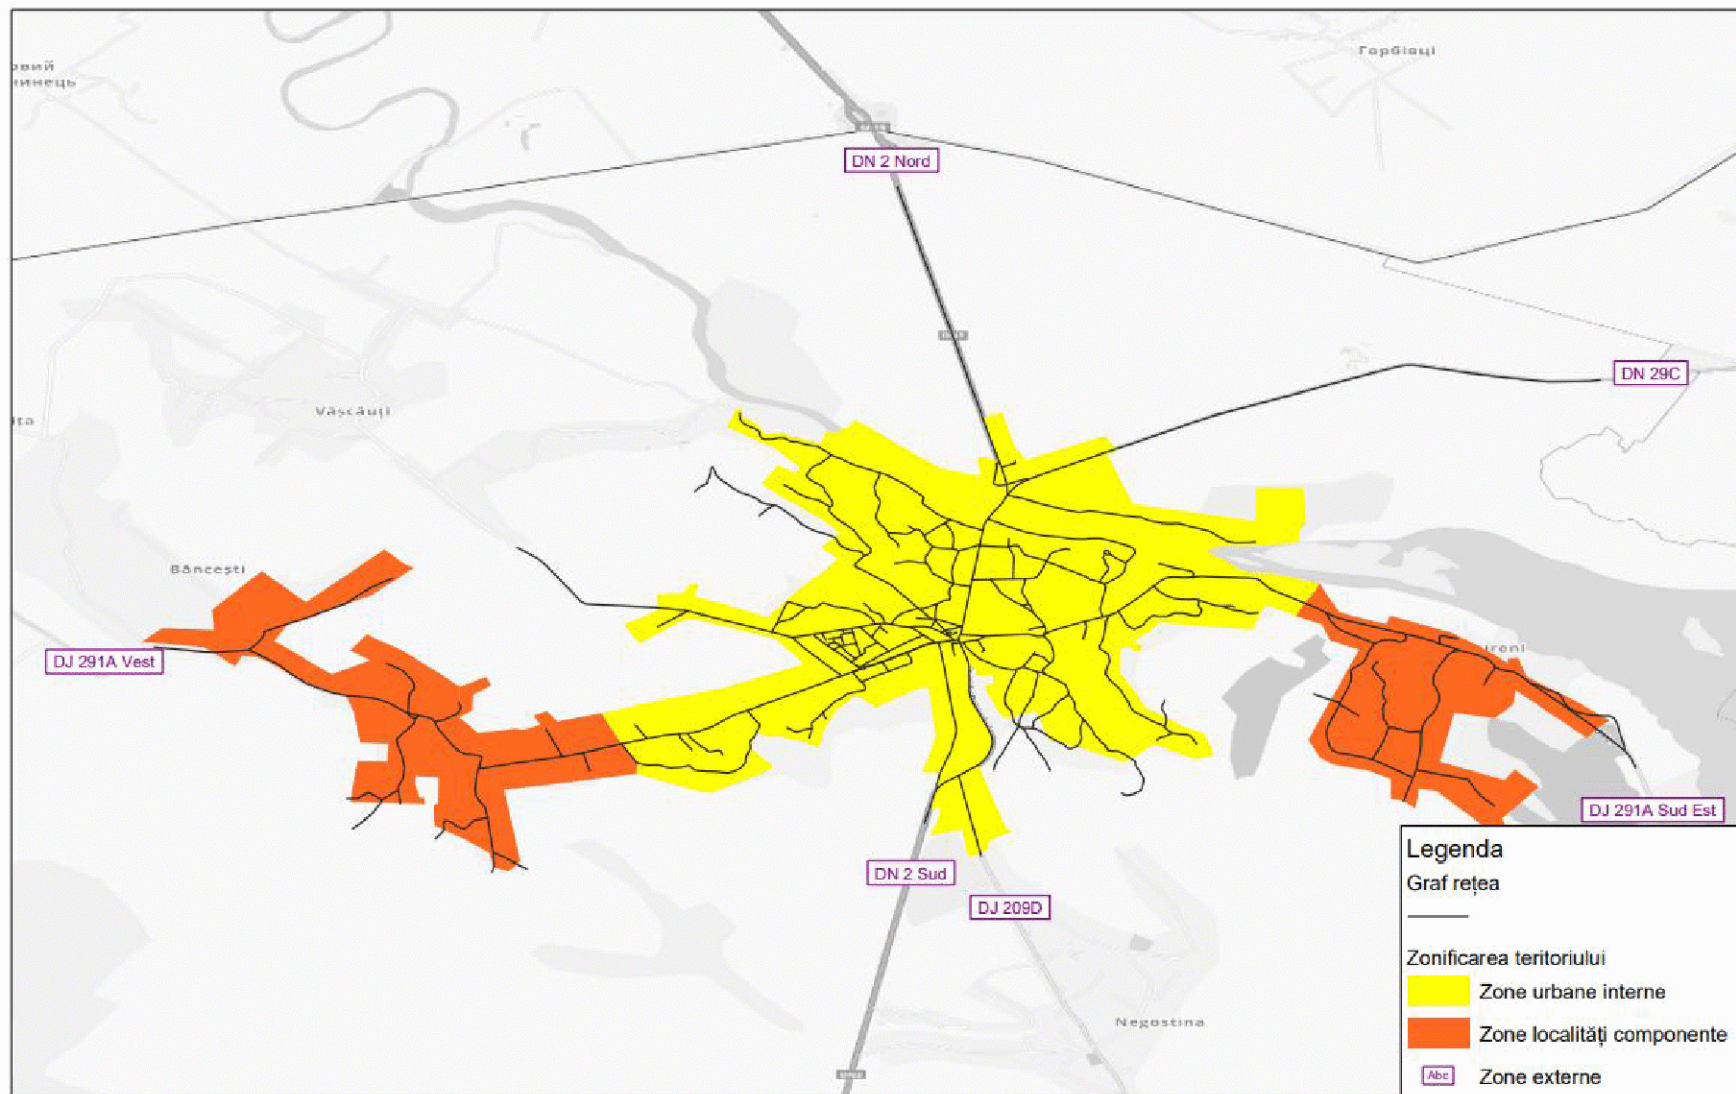 Горбівці
DN 2 Nord
DN 29C
Văscăuți
Băncești
DJ 291A Vest
DJ 291A Sud Est
DN 2 Sud
DJ 209D
Negostina
Legenda
Graf rețea
Zonificarea teritoriului
Zone urbane interne
Zone localități componente
Abc
Zone externe